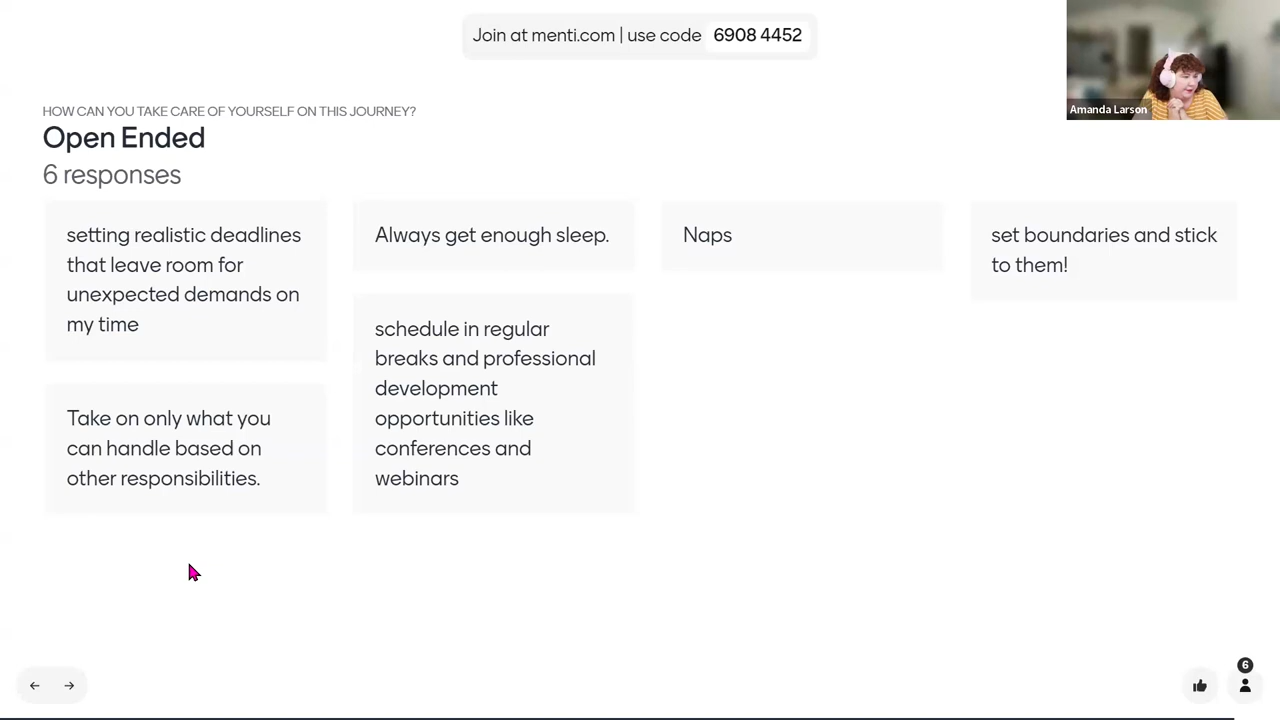 Join at menti.com | use code 6908 4452
Amanda Larson
HOW CAN YOU TAKE CARE OF YOURSELF ON THIS JOURNEY?
Open Ended
6 responses
setting realistic deadlines
that leave room for
unexpected demands on
my time
Take on only what you
can handle based on
other responsibilities.
Always get enough sleep.
schedule in regular
breaks and professional
development
opportunities like
conferences and
webinars
Naps
set boundaries and stick
to them!
6